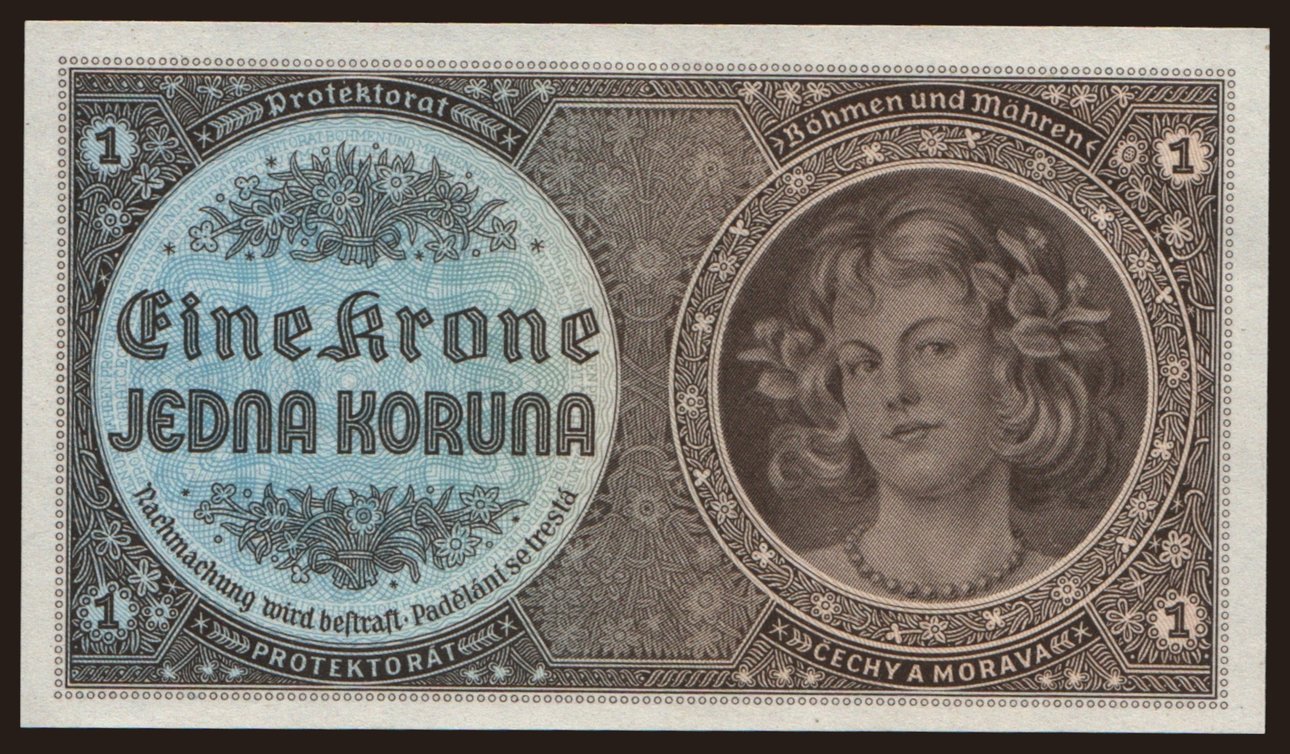 Protektorat
Böhmen und Mähren
1
1
Eine Krone
JEDNA KORUNA
Nachmachung wird bestraft · Padělání se trestá
1
1
PROTEKTORÁT
ČECHY A MORAVA